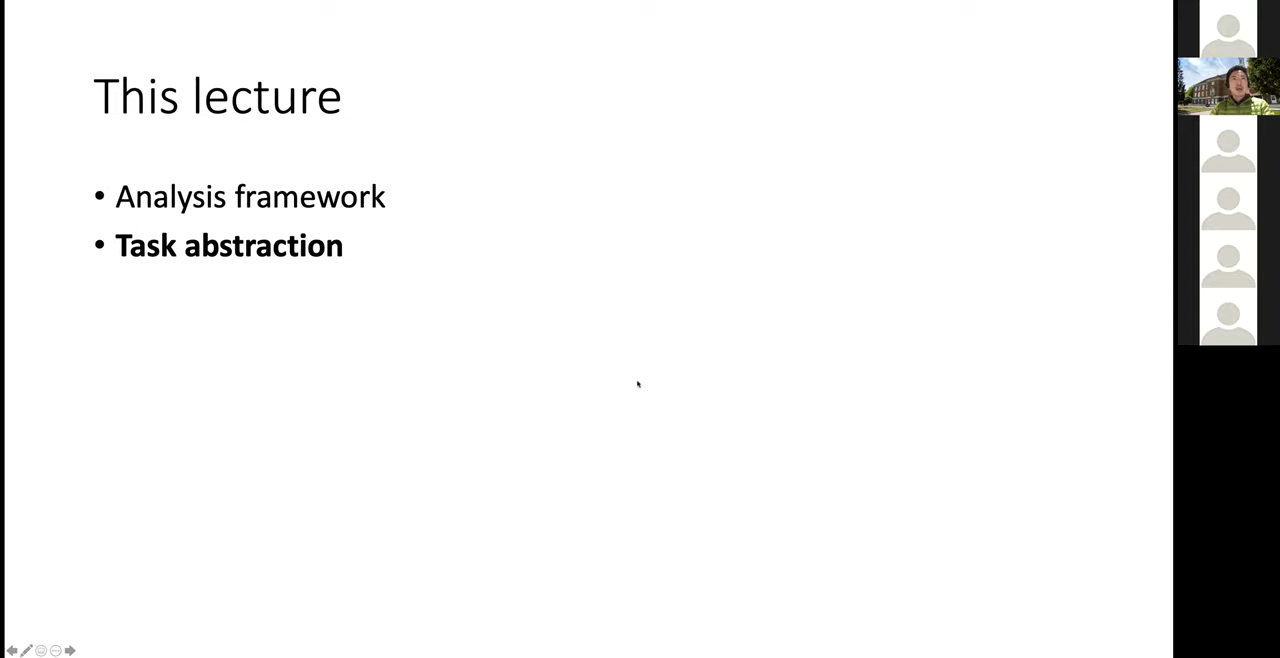 This lecture
• Analysis framework
• Task abstraction